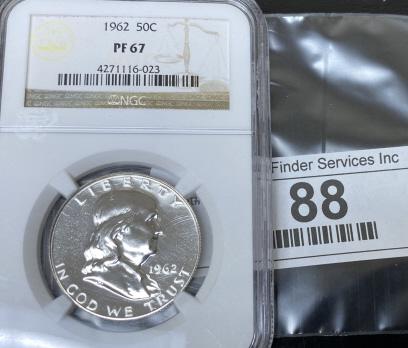 1962 50C
PF 67
4271116-023
NGC
LIBERTY
1962
IN GOD WE TRUST
Finder Services Inc
88